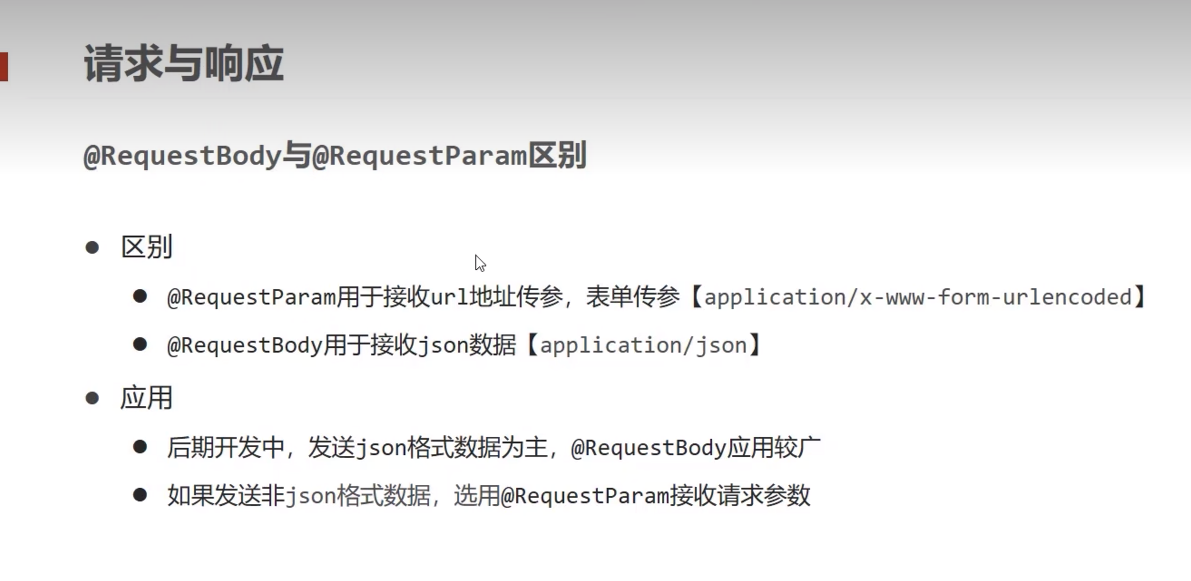 请求与响应
@RequestBody与@RequestParam区别
● 区别
● @RequestParam用于接收url地址传参，表单传参【application/x-www-form-urlencoded】
● @RequestBody用于接收json数据【application/json】
● 应用
● 后期开发中，发送json格式数据为主，@RequestBody应用较广
● 如果发送非json格式数据，选用@RequestParam接收请求参数